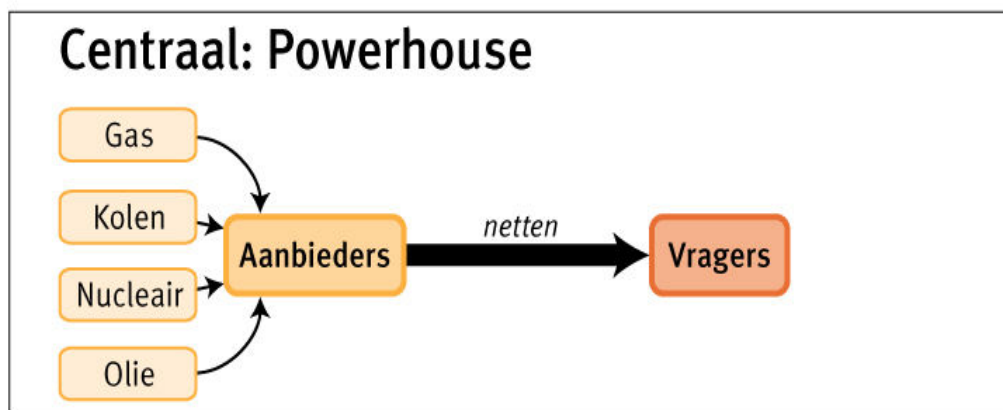 Centraal: Powerhouse
Gas
Kolen
Nucleair
Olie
Aanbieders
netten
Vragers